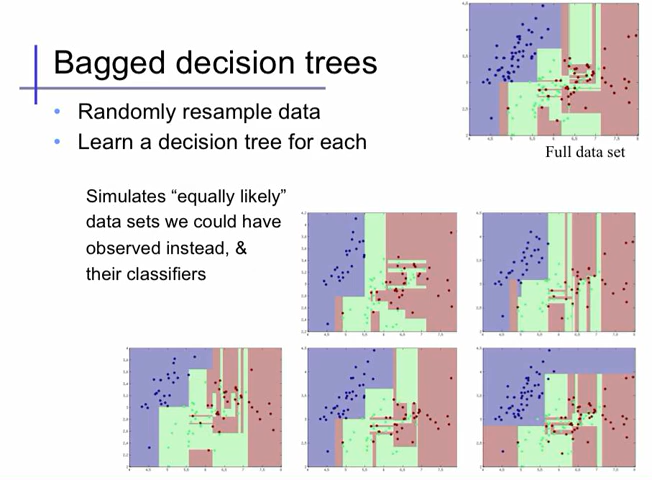 Bagged decision trees
• Randomly resample data
• Learn a decision tree for each
Full data set
Simulates “equally likely”
data sets we could have
observed instead, &
their classifiers